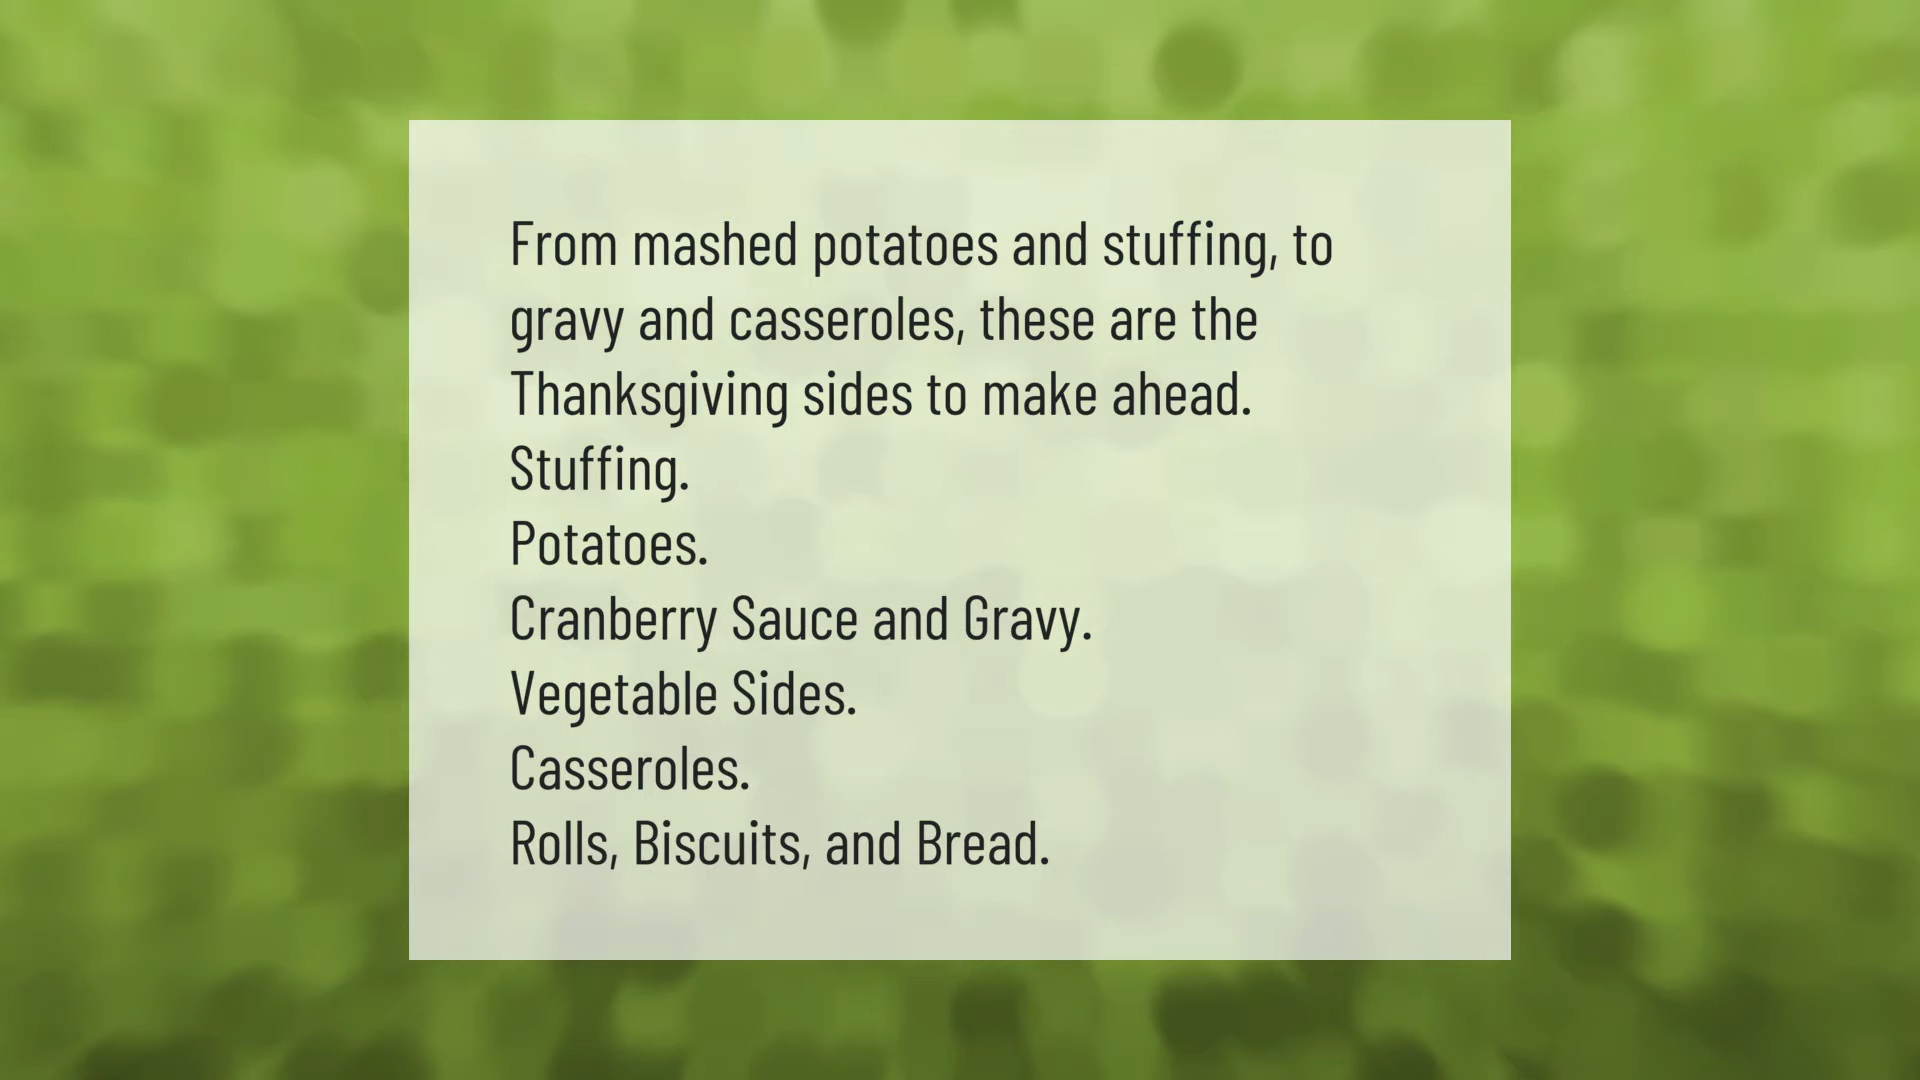 From mashed potatoes and stuffing, to
gravy and casseroles, these are the
Thanksgiving sides to make ahead.
Stuffing.
Potatoes.
Cranberry Sauce and Gravy.
Vegetable Sides.
Casseroles.
Rolls, Biscuits, and Bread.